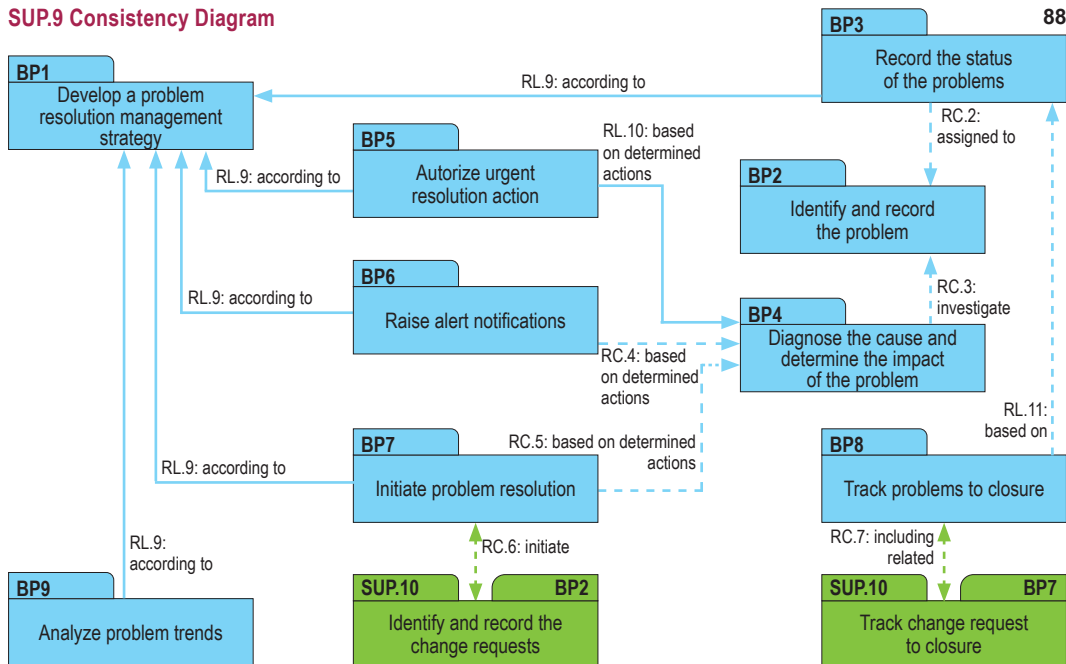 SUP.9 Consistency Diagram
88
BP3
Record the status
of the problems
BP1
Develop a problem
resolution management
strategy
RL.9: according to
RC.2:
assigned to
BP5
Autorize urgent
resolution action
RL.9: according to
RL.10: based
on determined
actions
BP2
Identify and record
the problem
BP6
Raise alert notifications
RL.9: according to
RC.3:
investigate
BP4
Diagnose the cause and
determine the impact
of the problem
RC.4: based
on determined
actions
RL.11:
based on
BP7
Initiate problem resolution
RL.9: according to
RC.5: based on determined
actions
BP8
Track problems to closure
RL.9:
according to
RC.6: initiate
RC.7: including
related
BP9
Analyze problem trends
SUP.10 BP2
Identify and record the
change requests
SUP.10 BP7
Track change request
to closure